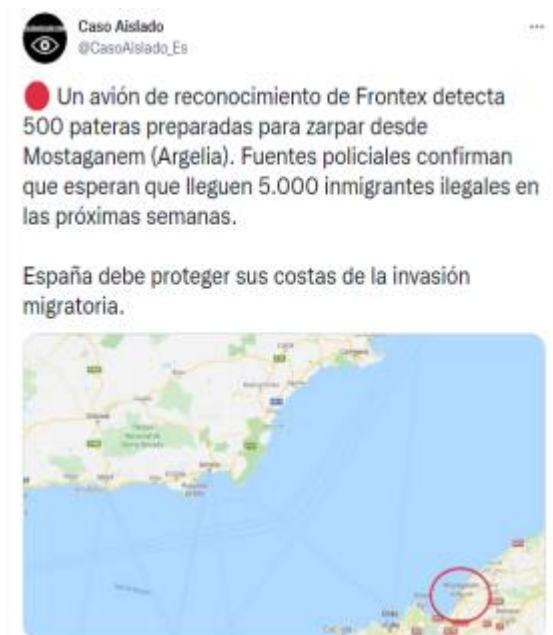 Caso Aislado
@CasoAislado_Es
Un avión de reconocimiento de Frontex detecta
500 pateras preparadas para zarpar desde
Mostaganem (Argelia). Fuentes policiales confirman
que esperan que lleguen 5.000 inmigrantes ilegales en
las próximas semanas.
España debe proteger sus costas de la invasión
migratoria.